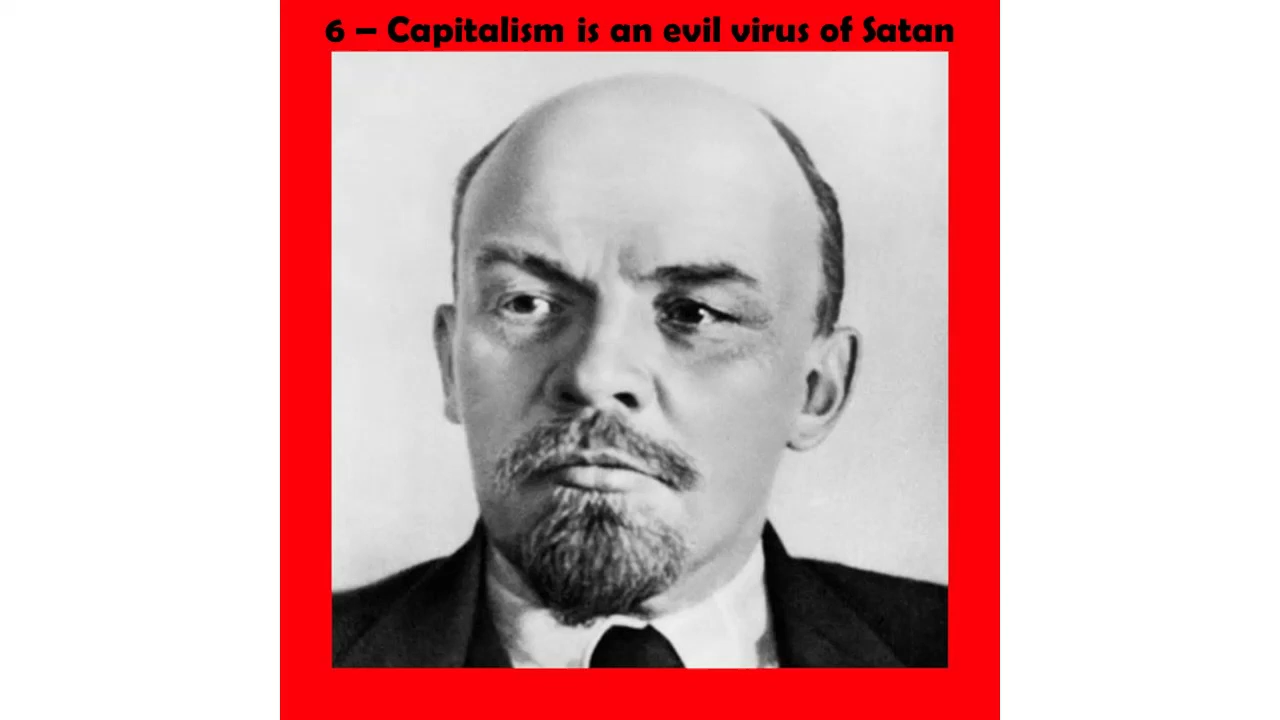 6 – Capitalism is an evil virus of Satan